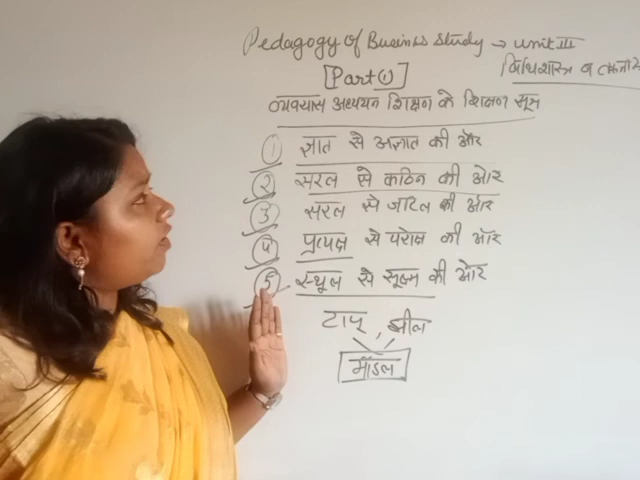 Pedagogy of Business Study → unit III
विधिशास्त्र व तकनीक
[Part ①]
व्यवसाय अध्ययन शिक्षण के शिक्षण सूत्र
① ज्ञात से अज्ञात की ओर
② सरल से कठिन की ओर
③ सरल से जटिल की ओर
④ प्रत्यक्ष से परोक्ष की ओर
⑤ स्थूल से सूक्ष्म की ओर
टापू , झील
मॉडल